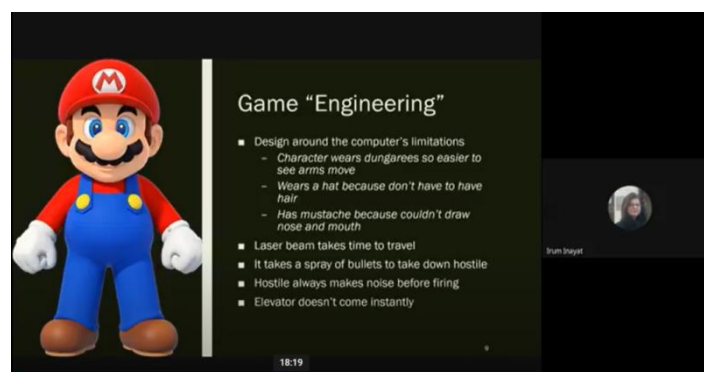 M
Game “Engineering”
■ Design around the computer’s limitations
– Character wears dungarees so easier to
see arms move
– Wears a hat because don’t have to have
hair
– Has mustache because couldn’t draw
nose and mouth
■ Laser beam takes time to travel
■ It takes a spray of bullets to take down hostile
■ Hostile always makes noise before firing
■ Elevator doesn’t come instantly
Irum Inayat
9
18:19